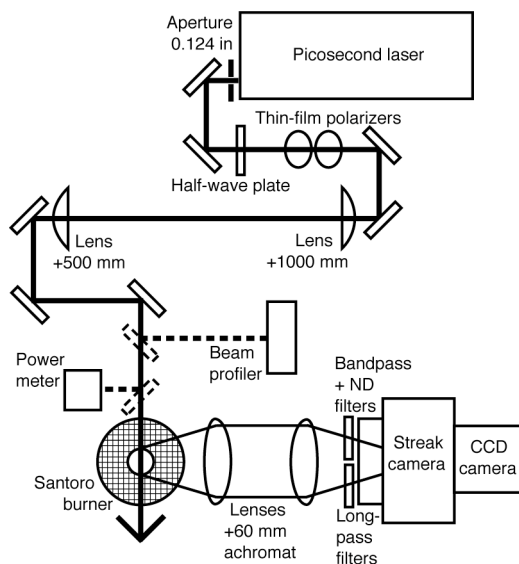 Aperture
0.124 in
Picosecond laser
Thin-film polarizers
Half-wave plate
Lens
+500 mm
Lens
+1000 mm
Power
meter
Beam
profiler
Bandpass
+ ND
filters
Streak
camera
CCD
camera
Santoro
burner
Lenses
+60 mm
achromat
Long-
pass
filters